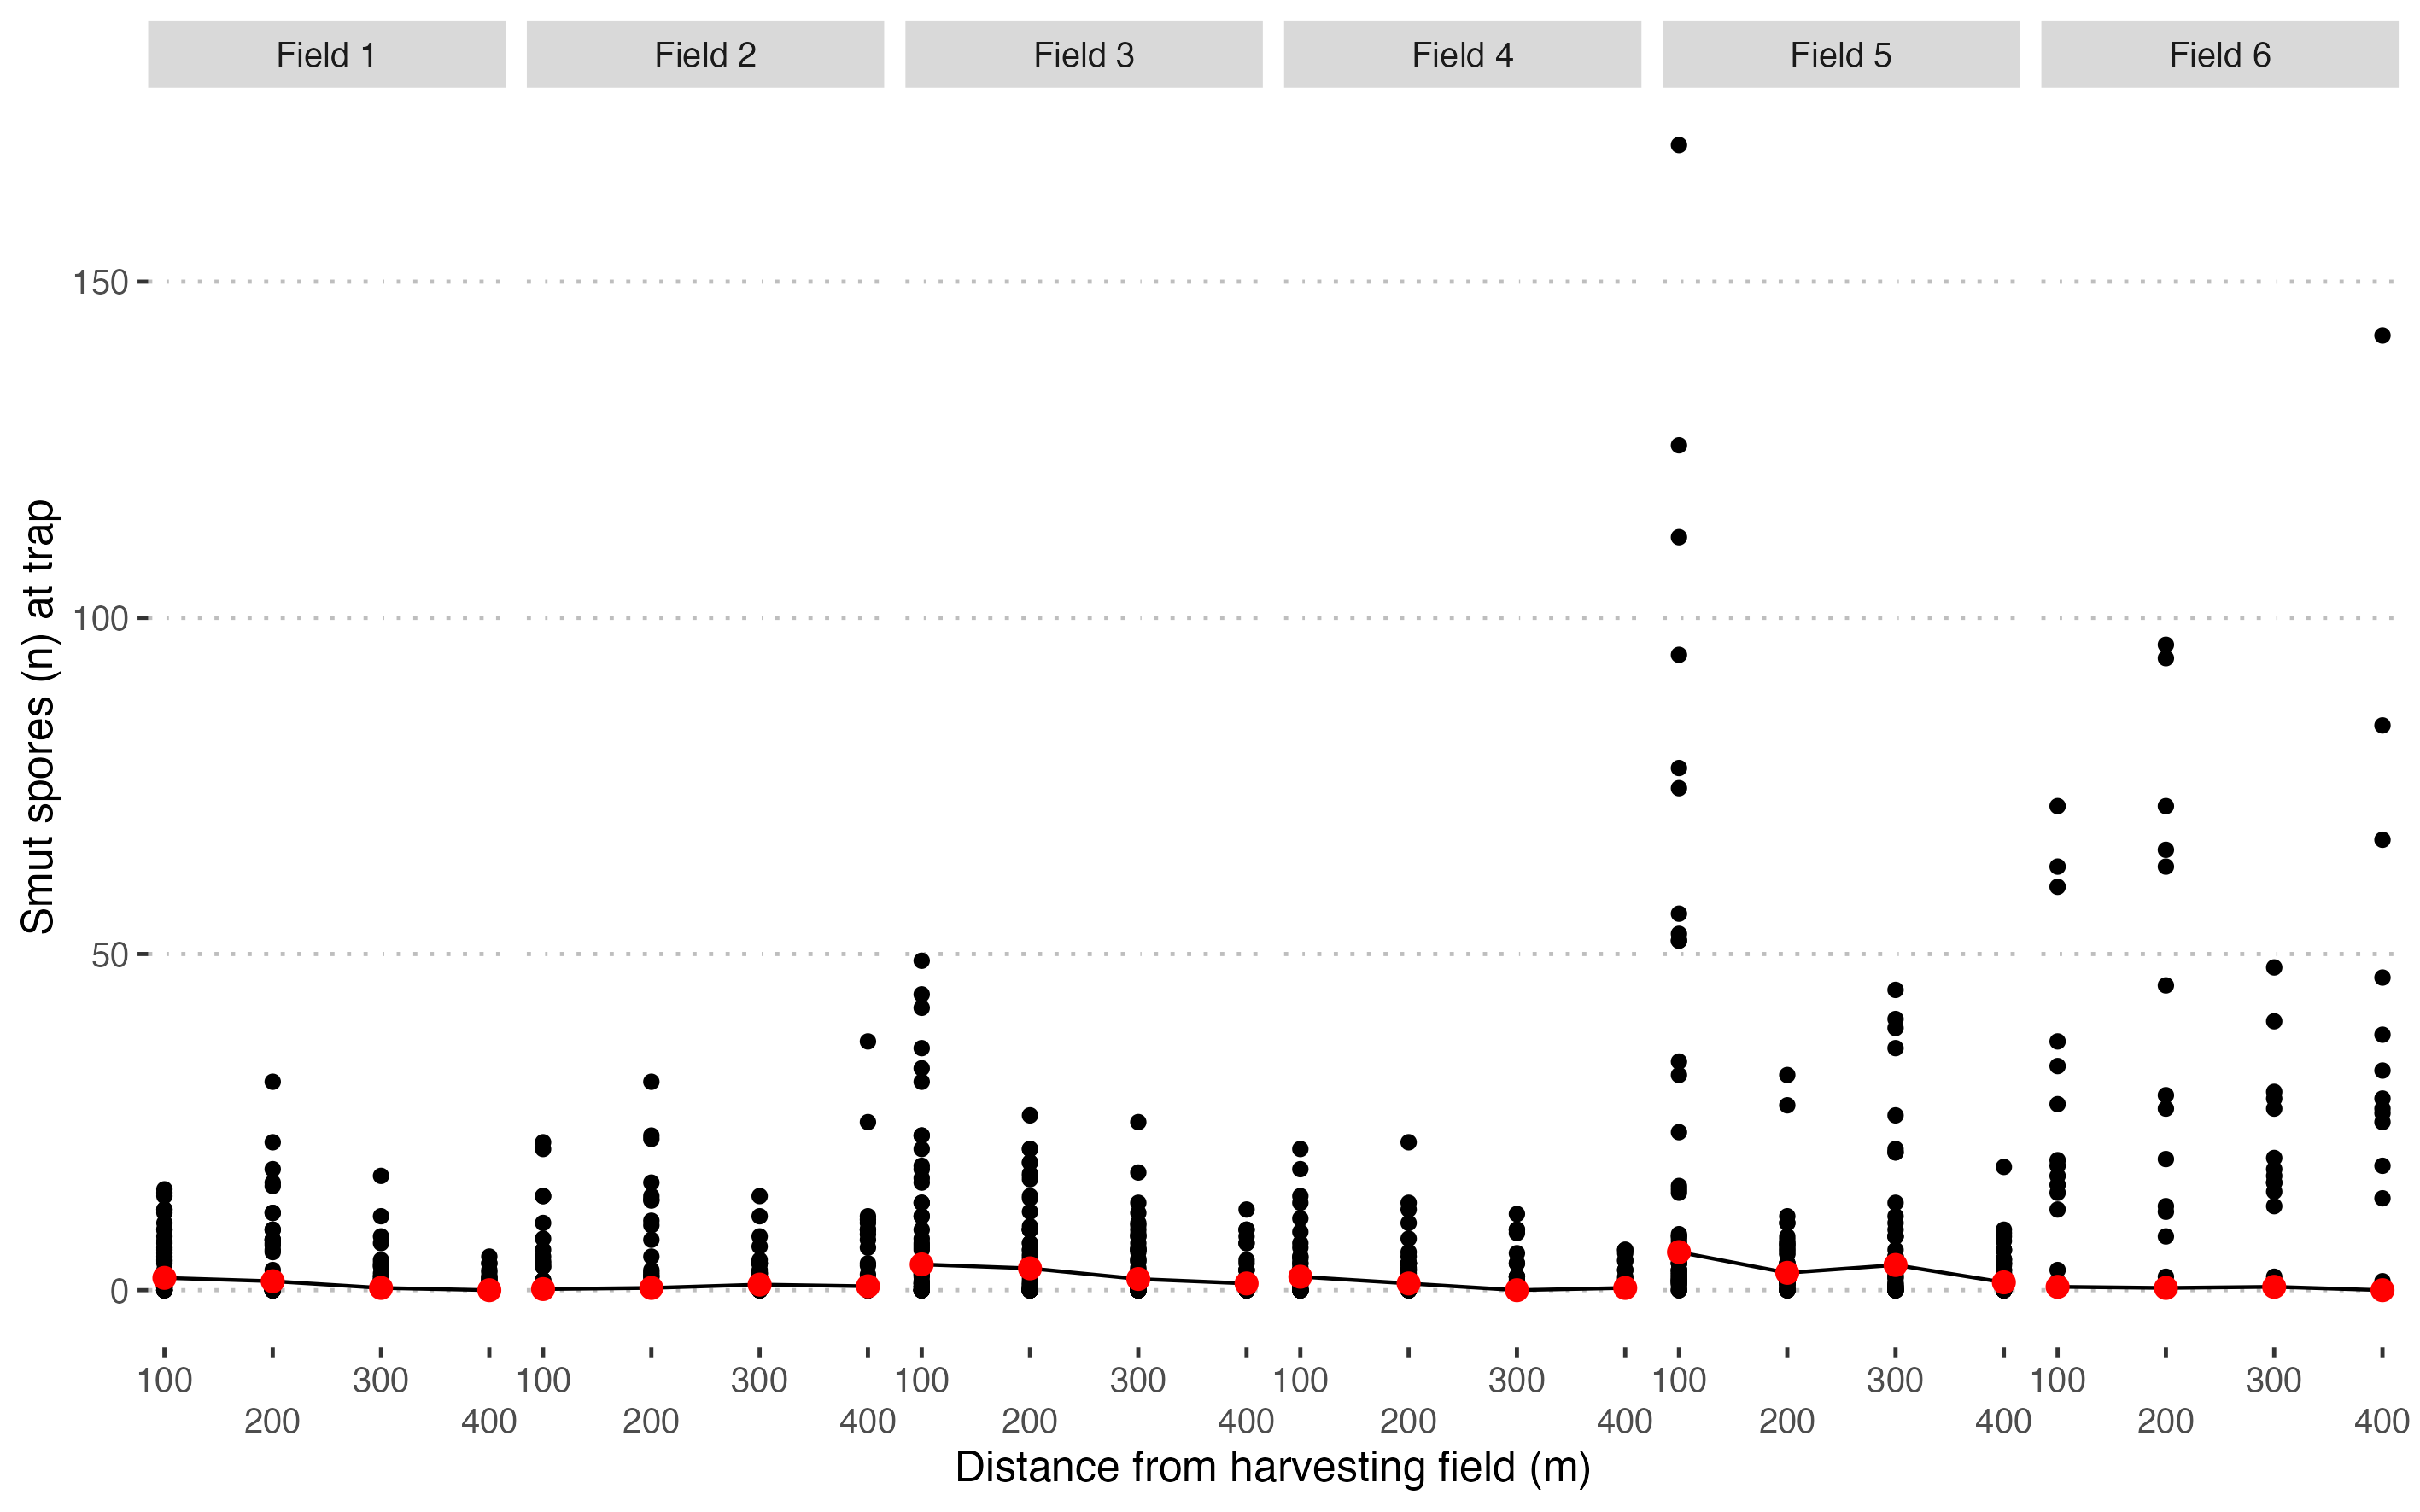 Field 1 Field 2 Field 3 Field 4 Field 5 Field 6
150
100
50
0
Smut spores (n) at trap
100 300 100 300 100 300 100 300 100 300 100 300
200 400 200 400 200 400 200 400 200 400 200 400
Distance from harvesting field (m)